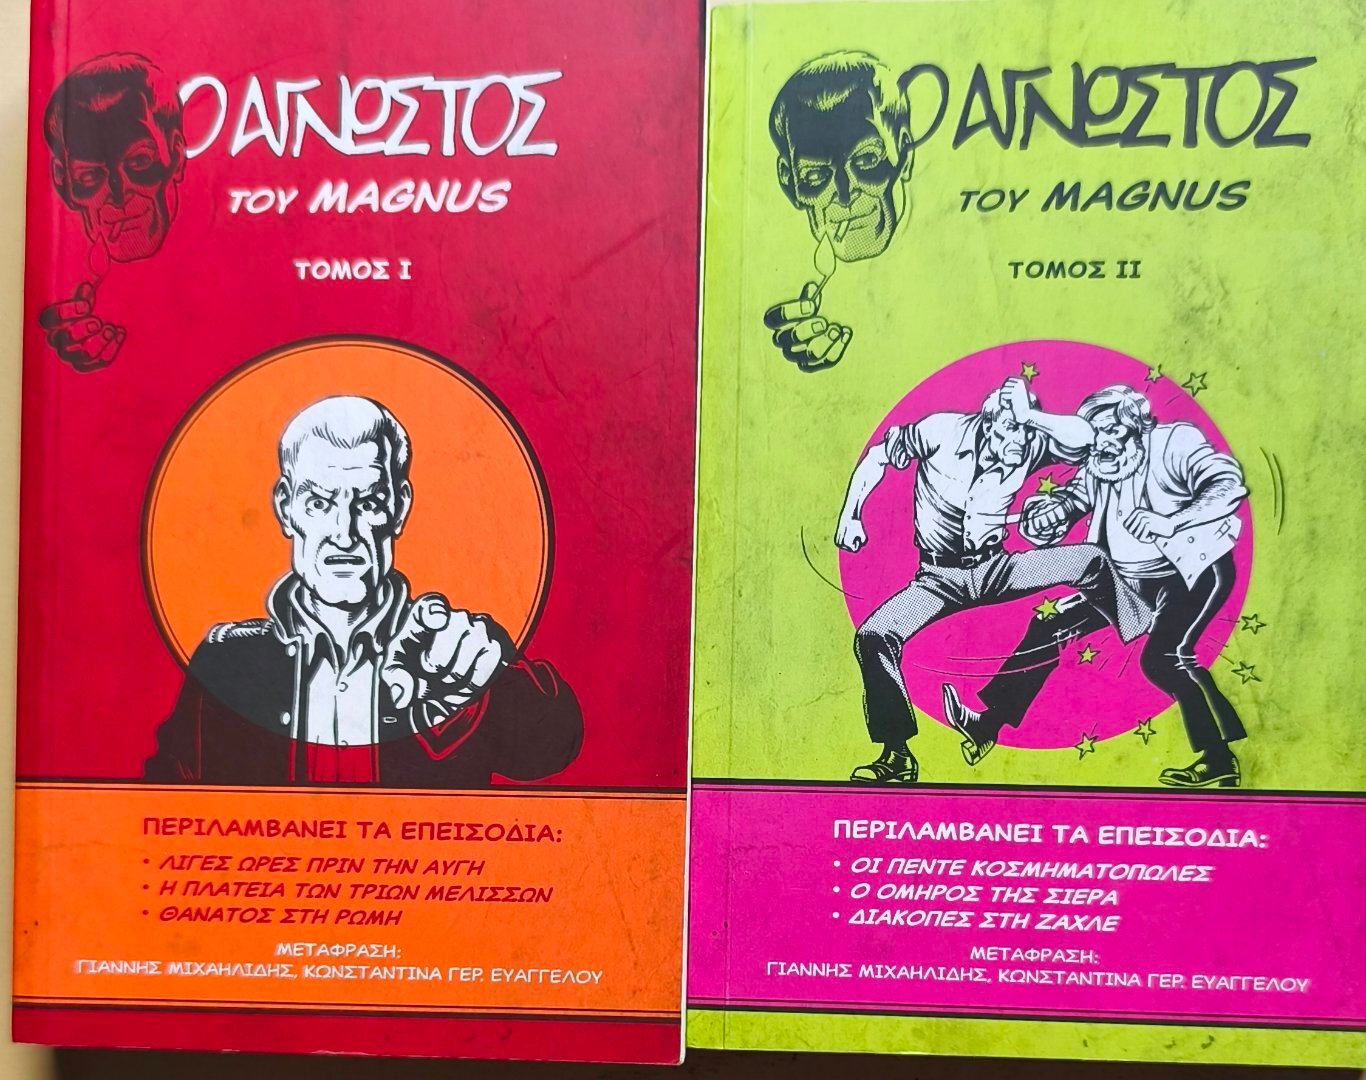 Ο ΑΓΝΩΣΤΟΣ
ΤΟΥ MAGNUS
ΤΟΜΟΣ Ι
ΠΕΡΙΛΑΜΒΑΝΕΙ ΤΑ ΕΠΕΙΣΟΔΙΑ:
• ΛΙΓΕΣ ΩΡΕΣ ΠΡΙΝ ΤΗΝ ΑΥΓΗ
• Η ΠΛΑΤΕΙΑ ΤΩΝ ΤΡΙΩΝ ΜΕΛΙΣΣΩΝ
• ΘΑΝΑΤΟΣ ΣΤΗ ΡΩΜΗ
ΜΕΤΑΦΡΑΣΗ:
ΓΙΑΝΝΗΣ ΜΙΧΑΗΛΙΔΗΣ, ΚΩΝΣΤΑΝΤΙΝΑ ΓΕΡ. ΕΥΑΓΓΕΛΟΥ
Ο ΑΓΝΩΣΤΟΣ
ΤΟΥ MAGNUS
ΤΟΜΟΣ ΙΙ
ΠΕΡΙΛΑΜΒΑΝΕΙ ΤΑ ΕΠΕΙΣΟΔΙΑ:
• ΟΙ ΠΕΝΤΕ ΚΟΣΜΗΜΑΤΟΠΩΛΕΣ
• Ο ΟΜΗΡΟΣ ΤΗΣ ΣΙΕΡΑ
• ΔΙΑΚΟΠΕΣ ΣΤΗ ΖΑΧΛΕ
ΜΕΤΑΦΡΑΣΗ:
ΓΙΑΝΝΗΣ ΜΙΧΑΗΛΙΔΗΣ, ΚΩΝΣΤΑΝΤΙΝΑ ΓΕΡ. ΕΥΑΓΓΕΛΟΥ